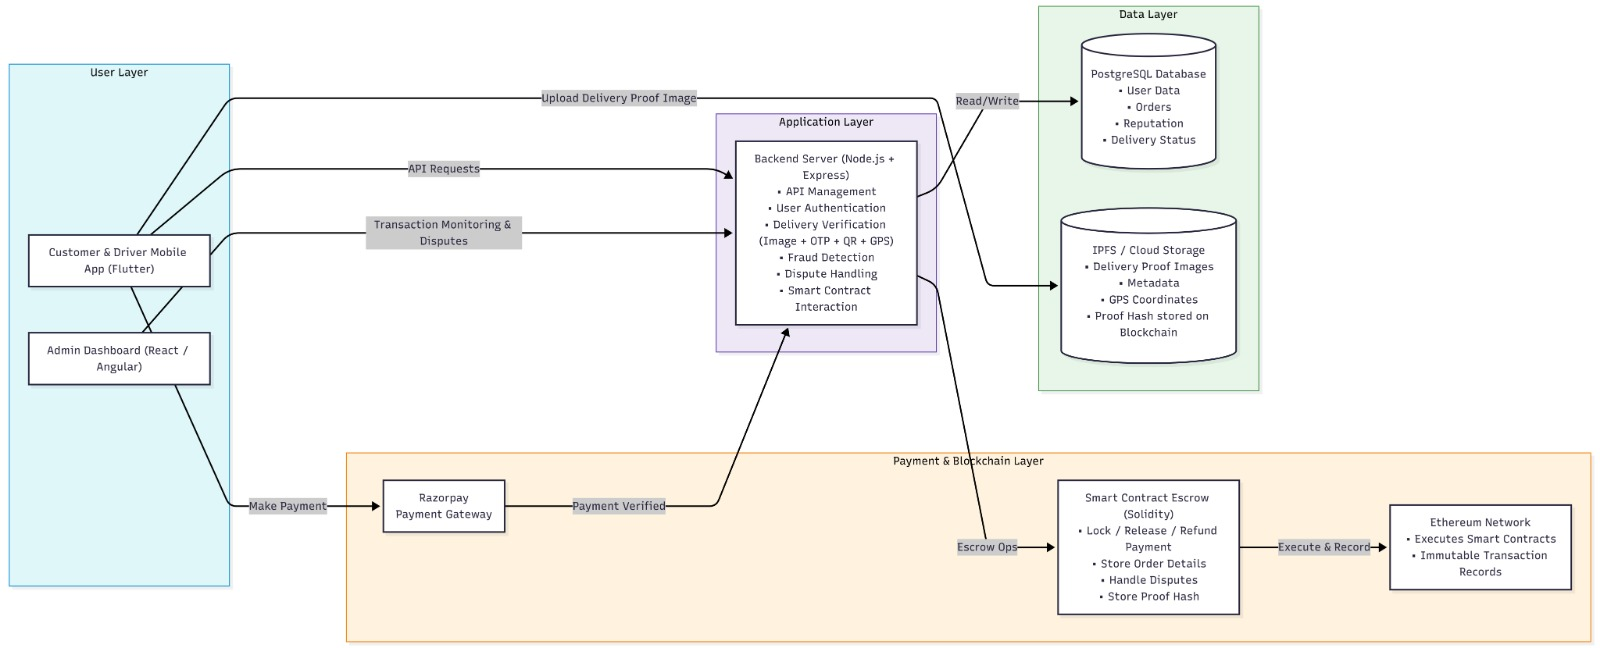 User Layer
Customer & Driver Mobile
App (Flutter)
Admin Dashboard (React /
Angular)
Upload Delivery Proof Image
API Requests
Transaction Monitoring &
Disputes
Make Payment
Application Layer
Backend Server (Node.js +
Express)
▪ API Management
▪ User Authentication
▪ Delivery Verification
(Image + OTP + QR + GPS)
▪ Fraud Detection
▪ Dispute Handling
▪ Smart Contract
Interaction
Read/Write
Data Layer
PostgreSQL Database
▪ User Data
▪ Orders
▪ Reputation
▪ Delivery Status
IPFS / Cloud Storage
▪ Delivery Proof Images
▪ Metadata
▪ GPS Coordinates
▪ Proof Hash stored on
Blockchain
Payment & Blockchain Layer
Razorpay
Payment Gateway
Payment Verified
Escrow Ops
Smart Contract Escrow
(Solidity)
▪ Lock / Release / Refund
Payment
▪ Store Order Details
▪ Handle Disputes
▪ Store Proof Hash
Execute & Record
Ethereum Network
▪ Executes Smart Contracts
▪ Immutable Transaction
Records